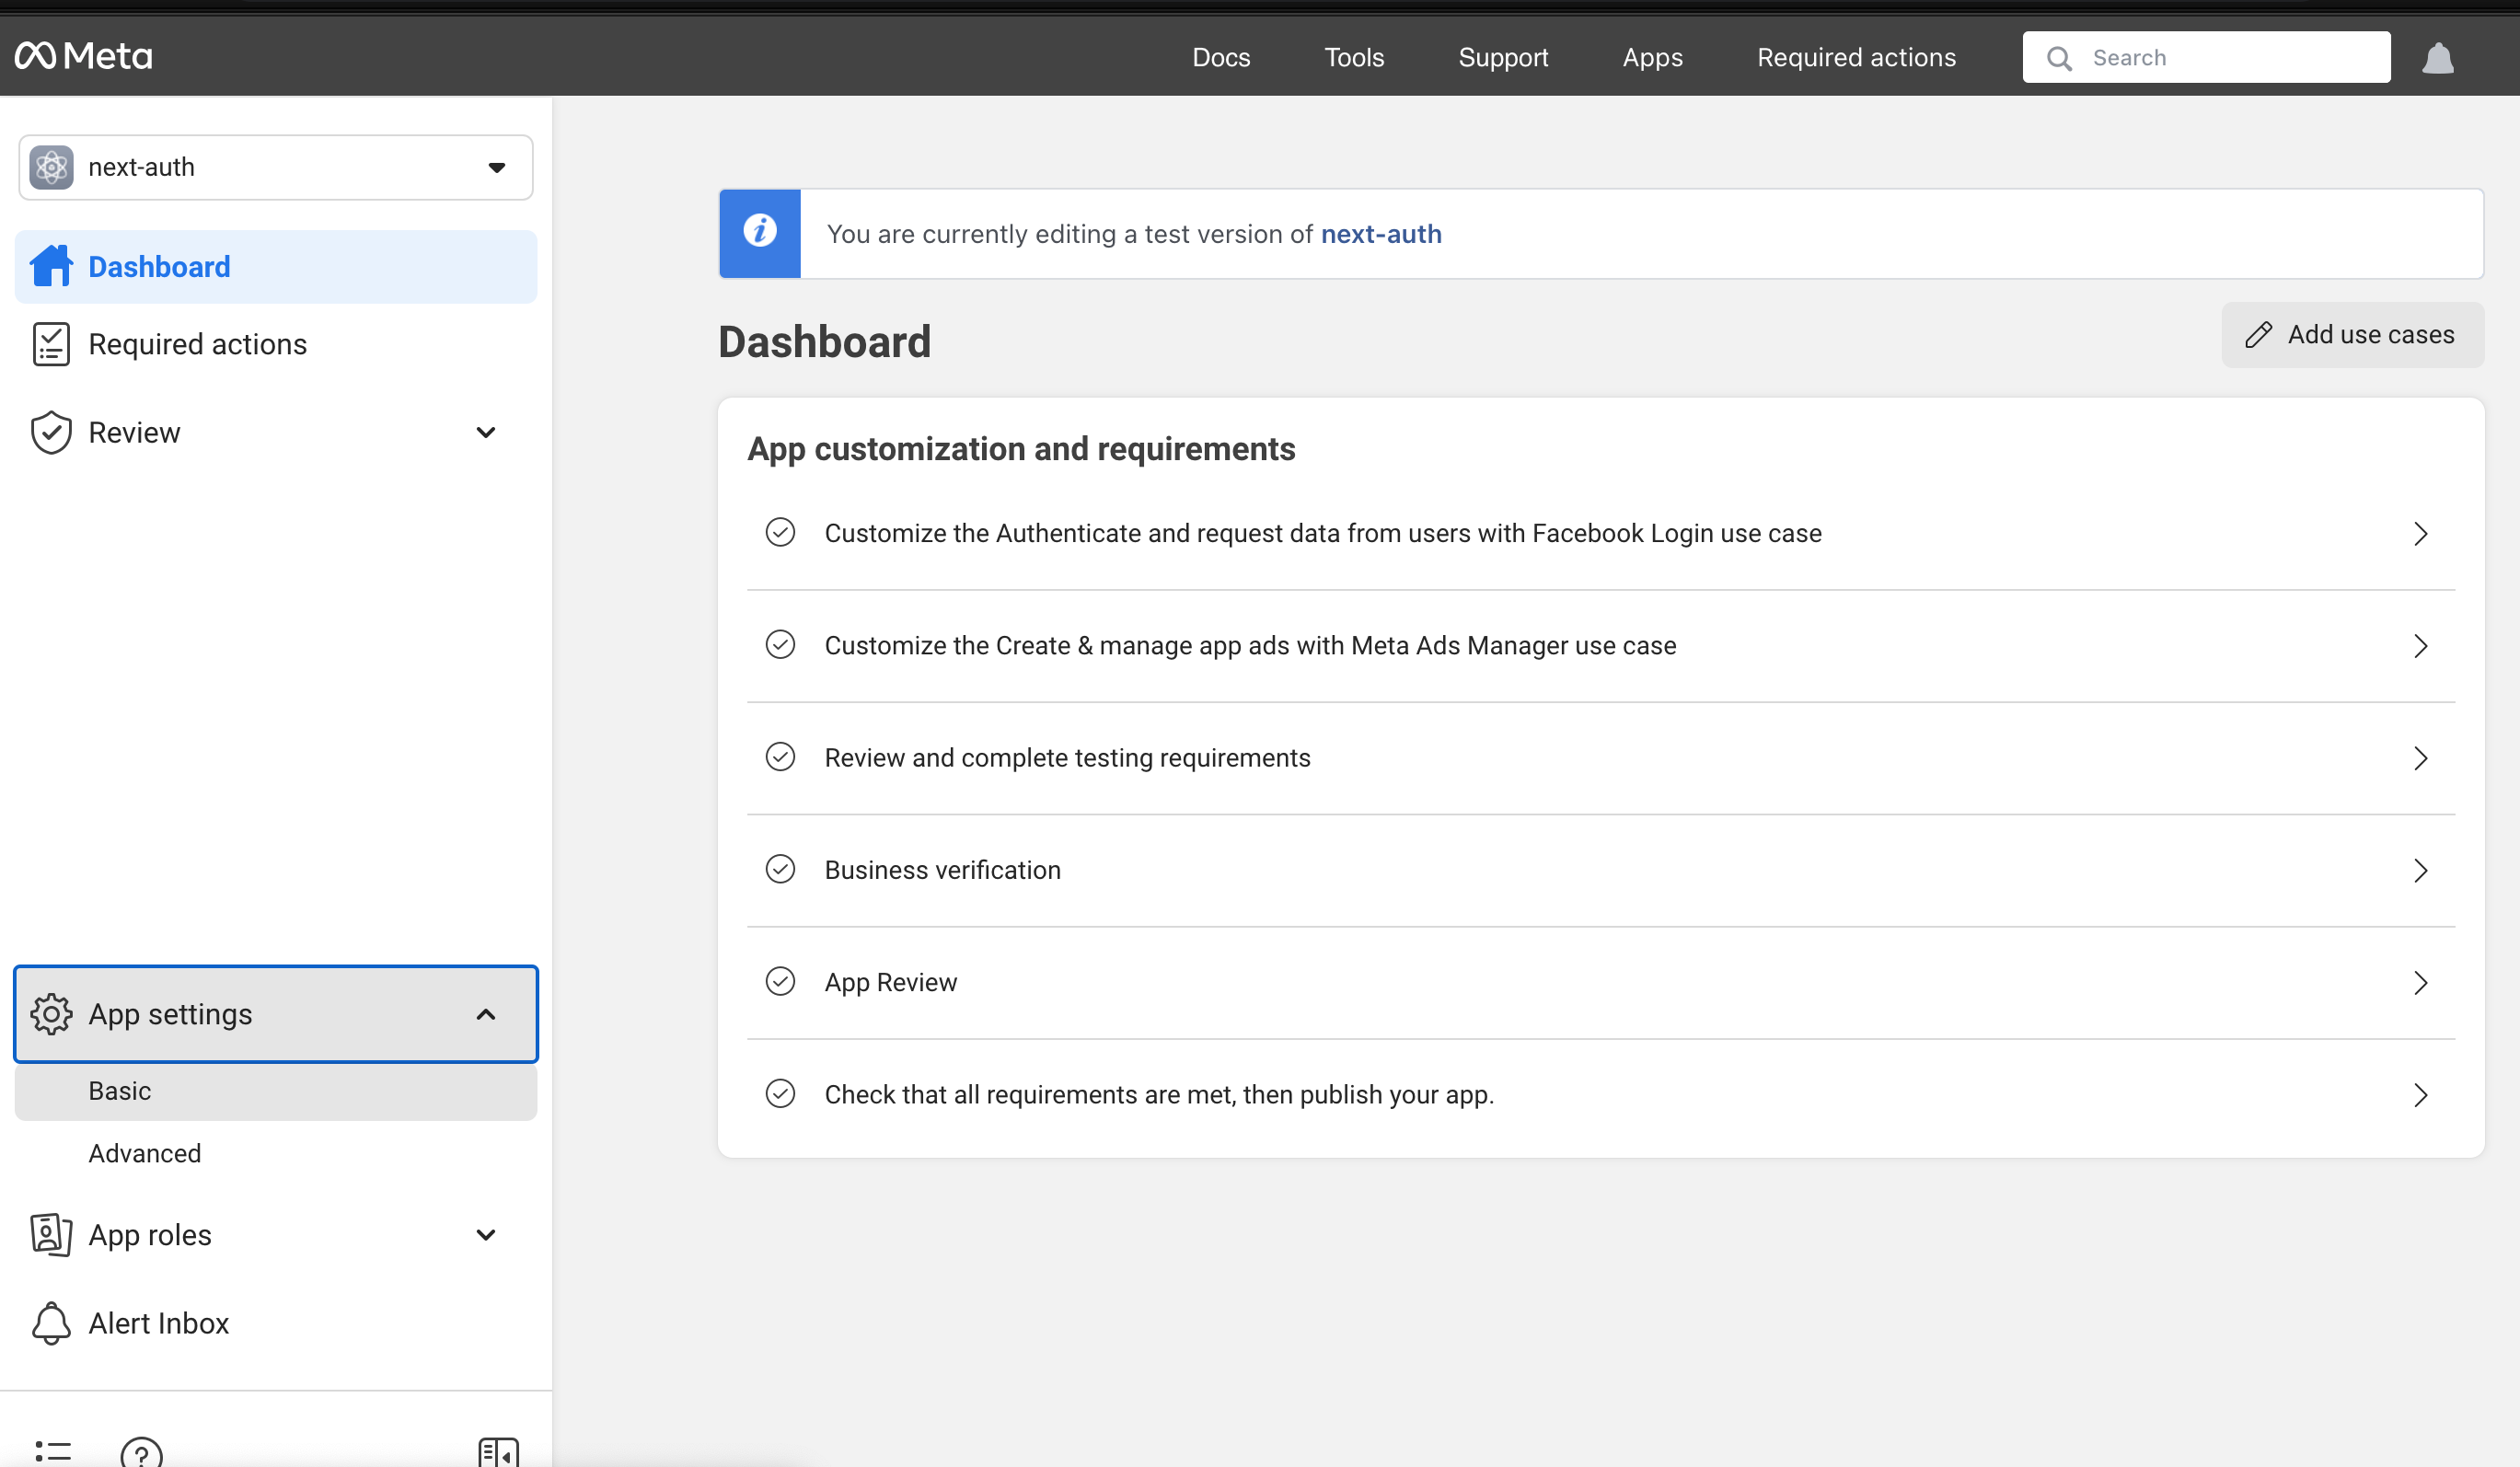 Meta
Docs
Tools
Support
Apps
Required actions
Search
next-auth
Dashboard
Required actions
Review
App settings
Basic
Advanced
App roles
Alert Inbox
You are currently editing a test version of next-auth
Dashboard
Add use cases
App customization and requirements
Customize the Authenticate and request data from users with Facebook Login use case
Customize the Create & manage app ads with Meta Ads Manager use case
Review and complete testing requirements
Business verification
App Review
Check that all requirements are met, then publish your app.